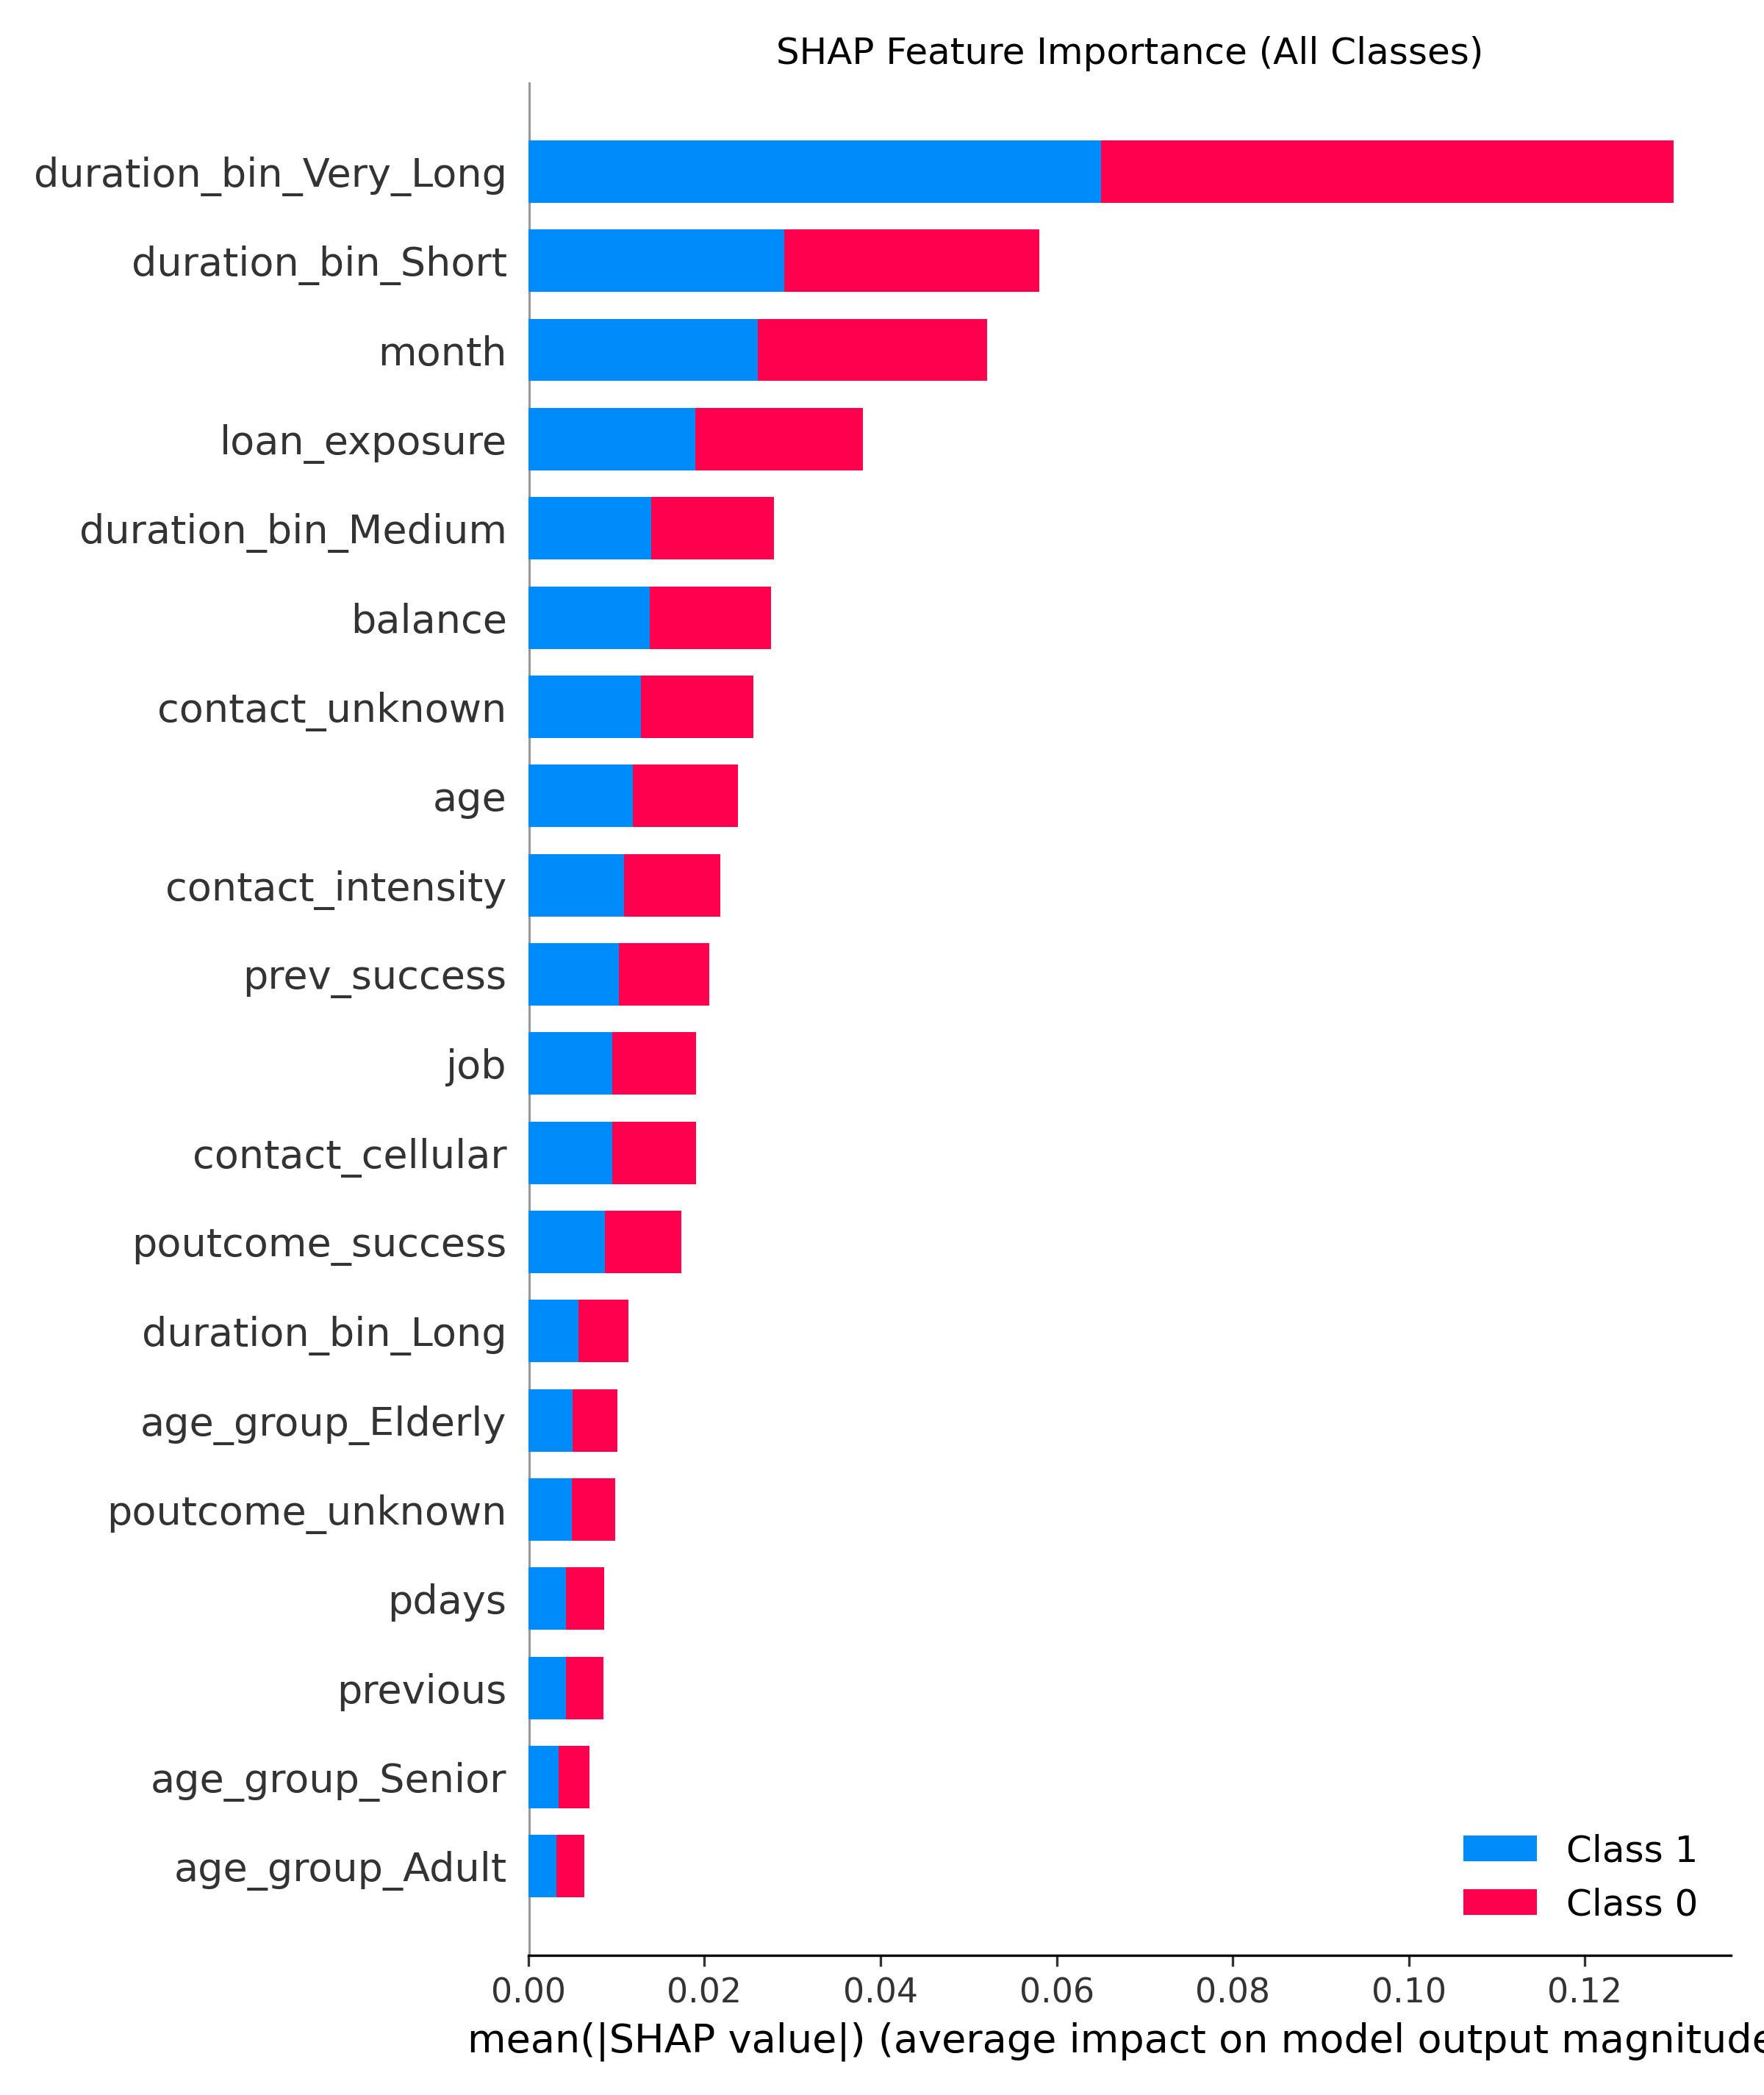 SHAP Feature Importance (All Classes)
duration_bin_Very_Long
duration_bin_Short
month
loan_exposure
duration_bin_Medium
balance
contact_unknown
age
contact_intensity
prev_success
job
contact_cellular
poutcome_success
duration_bin_Long
age_group_Elderly
poutcome_unknown
pdays
previous
age_group_Senior
age_group_Adult
Class 1
Class 0
0.00 0.02 0.04 0.06 0.08 0.10 0.12
mean(|SHAP value|) (average impact on model output magnitude